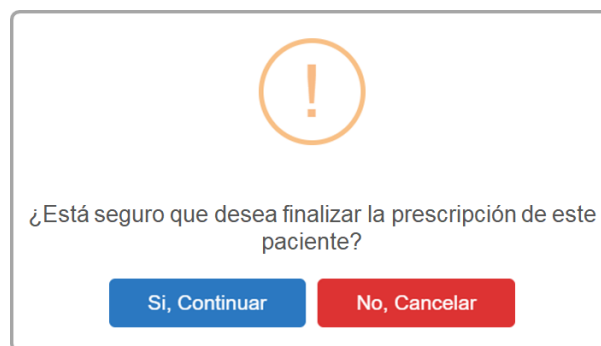 !
¿Está seguro que desea finalizar la prescripción de este
paciente?
Si, Continuar
No, Cancelar